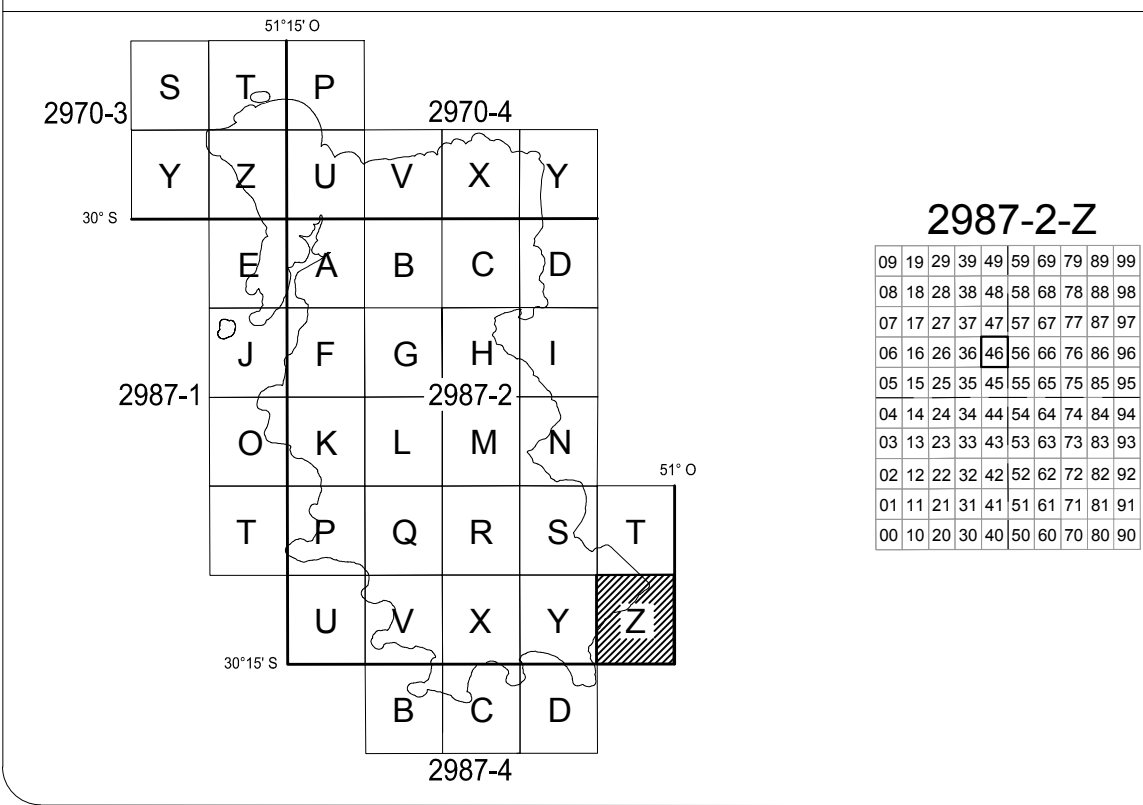 51°15' O
S T P
2970-3
2970-4
Y Z U V X Y
30° S
E A B C D
J F G H I
2987-1
2987-2
O K L M N
51° O
T P Q R S T
U V X Y Z
30°15' S
B C D
2987-4
2987-2-Z
09 19 29 39 49 59 69 79 89 99
08 18 28 38 48 58 68 78 88 98
07 17 27 37 47 57 67 77 87 97
06 16 26 36 46 56 66 76 86 96
05 15 25 35 45 55 65 75 85 95
04 14 24 34 44 54 64 74 84 94
03 13 23 33 43 53 63 73 83 93
02 12 22 32 42 52 62 72 82 92
01 11 21 31 41 51 61 71 81 91
00 10 20 30 40 50 60 70 80 90